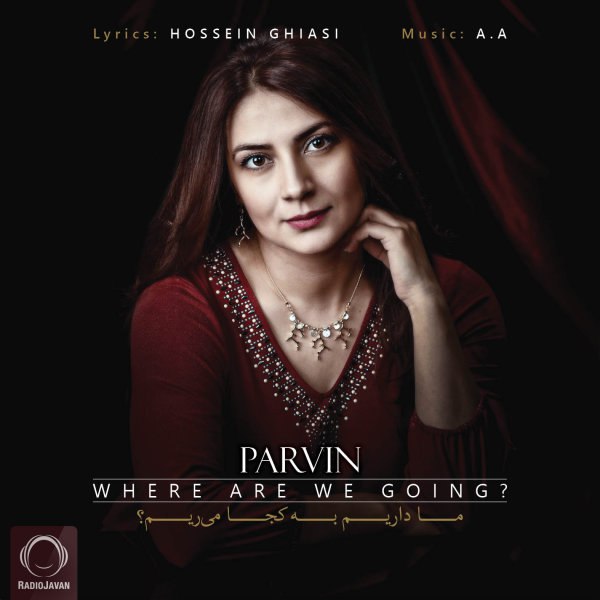 Lyrics: HOSSEIN GHIASI Music: A.A
PARVIN
WHERE ARE WE GOING?
ما داریم به کجا می‌ریم؟
RADIOJAVAN